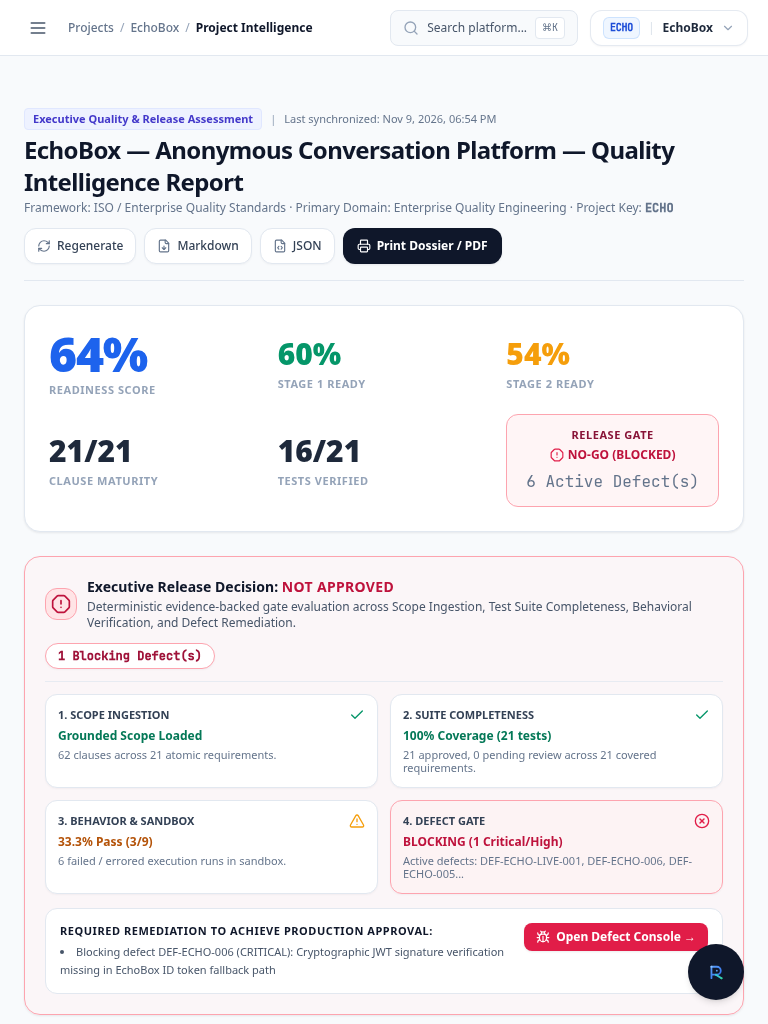 Projects / EchoBox / Project Intelligence
Search platform... ⌘K
ECHO EchoBox
Executive Quality & Release Assessment | Last synchronized: Nov 9, 2026, 06:54 PM
EchoBox — Anonymous Conversation Platform — Quality
Intelligence Report
Framework: ISO / Enterprise Quality Standards · Primary Domain: Enterprise Quality Engineering · Project Key: ECHO
Regenerate
Markdown
JSON
Print Dossier / PDF
64%
READINESS SCORE
60%
STAGE 1 READY
54%
STAGE 2 READY
21/21
CLAUSE MATURITY
16/21
TESTS VERIFIED
RELEASE GATE
NO-GO (BLOCKED)
6 Active Defect(s)
Executive Release Decision: NOT APPROVED
Deterministic evidence-backed gate evaluation across Scope Ingestion, Test Suite Completeness, Behavioral
Verification, and Defect Remediation.
1 Blocking Defect(s)
1. SCOPE INGESTION
Grounded Scope Loaded
62 clauses across 21 atomic requirements.
2. SUITE COMPLETENESS
100% Coverage (21 tests)
21 approved, 0 pending review across 21 covered
requirements.
3. BEHAVIOR & SANDBOX
33.3% Pass (3/9)
6 failed / errored execution runs in sandbox.
4. DEFECT GATE
BLOCKING (1 Critical/High)
Active defects: DEF-ECHO-LIVE-001, DEF-ECHO-006, DEF-
ECHO-005...
REQUIRED REMEDIATION TO ACHIEVE PRODUCTION APPROVAL:
• Blocking defect DEF-ECHO-006 (CRITICAL): Cryptographic JWT signature verification
missing in EchoBox ID token fallback path
Open Defect Console →